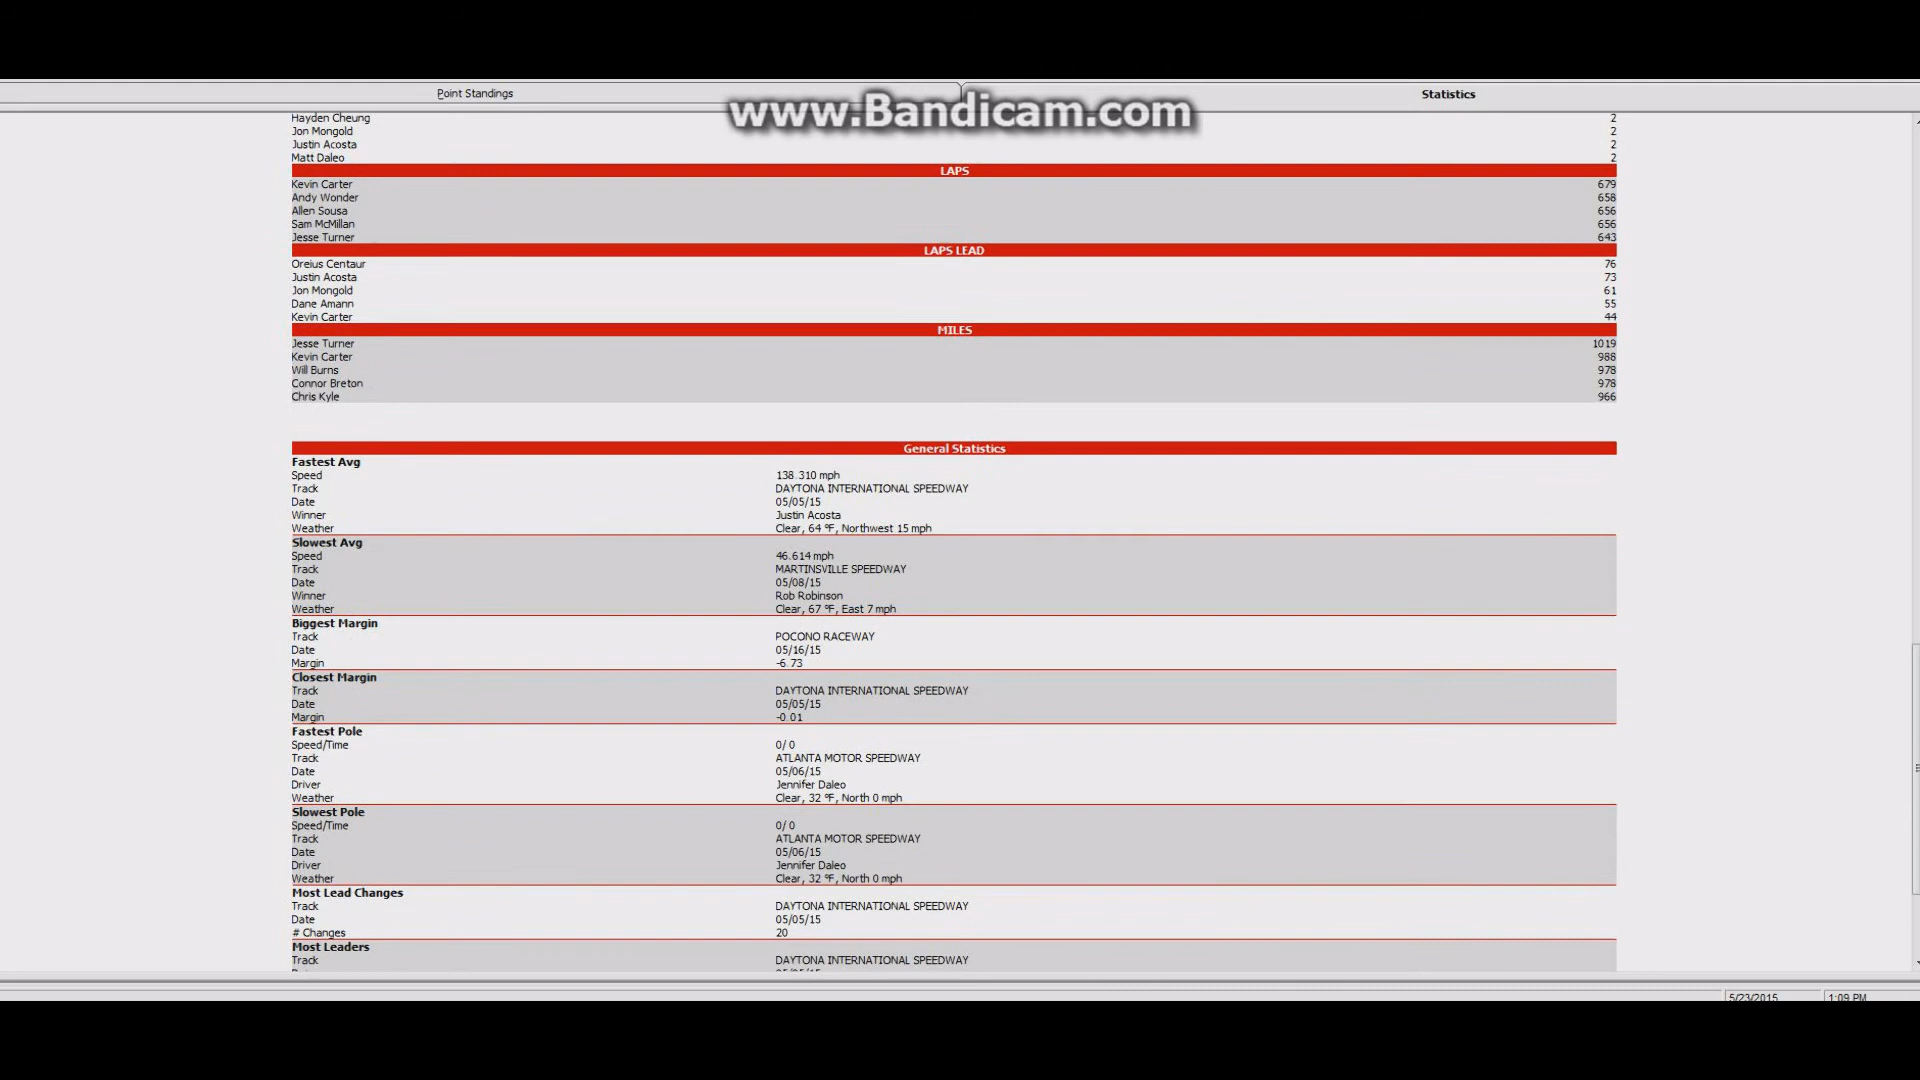 Point Standings Statistics
www.Bandicam.com
Hayden Cheung 2
Jon Mongold 2
Justin Acosta 2
Matt Daleo 2
LAPS
Kevin Carter 679
Andy Wonder 658
Allen Sousa 656
Sam McMillan 656
Jesse Turner 643
LAPS LEAD
Oreius Centaur 76
Justin Acosta 73
Jon Mongold 61
Dane Amann 55
Kevin Carter 44
MILES
Jesse Turner 1019
Kevin Carter 988
Will Burns 978
Connor Breton 978
Chris Kyle 966
General Statistics
Fastest Avg
Speed 138.310 mph
Track DAYTONA INTERNATIONAL SPEEDWAY
Date 05/05/15
Winner Justin Acosta
Weather Clear, 64 °F, Northwest 15 mph
Slowest Avg
Speed 46.614 mph
Track MARTINSVILLE SPEEDWAY
Date 05/08/15
Winner Rob Robinson
Weather Clear, 67 °F, East 7 mph
Biggest Margin
Track POCONO RACEWAY
Date 05/16/15
Margin -6.73
Closest Margin
Track DAYTONA INTERNATIONAL SPEEDWAY
Date 05/05/15
Margin -0.01
Fastest Pole
Speed/Time 0/ 0
Track ATLANTA MOTOR SPEEDWAY
Date 05/06/15
Driver Jennifer Daleo
Weather Clear, 32 °F, North 0 mph
Slowest Pole
Speed/Time 0/ 0
Track ATLANTA MOTOR SPEEDWAY
Date 05/06/15
Driver Jennifer Daleo
Weather Clear, 32 °F, North 0 mph
Most Lead Changes
Track DAYTONA INTERNATIONAL SPEEDWAY
Date 05/05/15
# Changes 20
Most Leaders
Track DAYTONA INTERNATIONAL SPEEDWAY
5/23/2015 1:09 PM